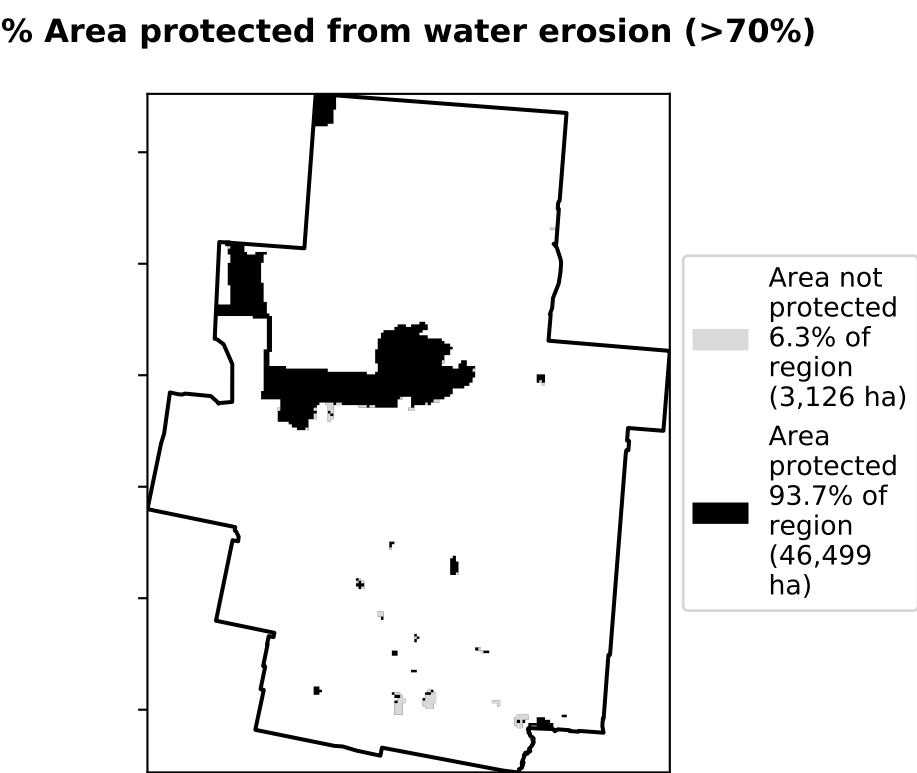 % Area protected from water erosion (>70%)
Area not
protected
6.3% of
region
(3,126 ha)
Area
protected
93.7% of
region
(46,499
ha)